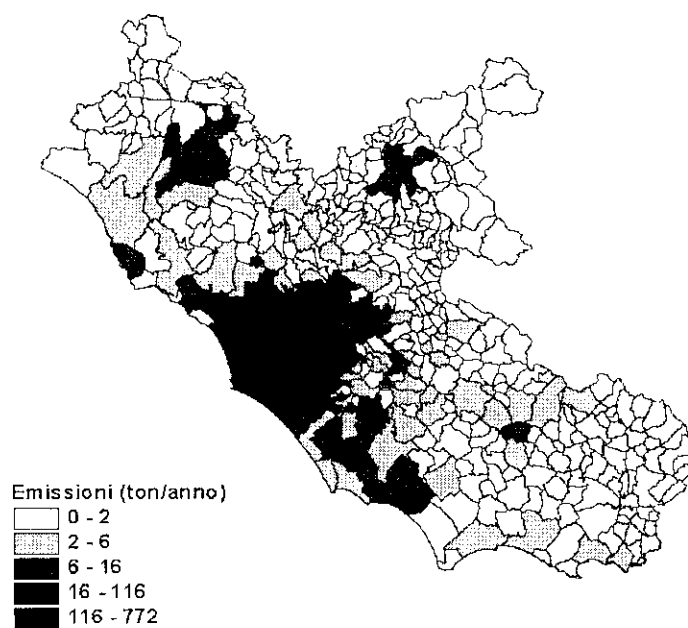 Emissioni (ton/anno)
0 - 2
2 - 6
6 - 16
16 - 116
116 - 772